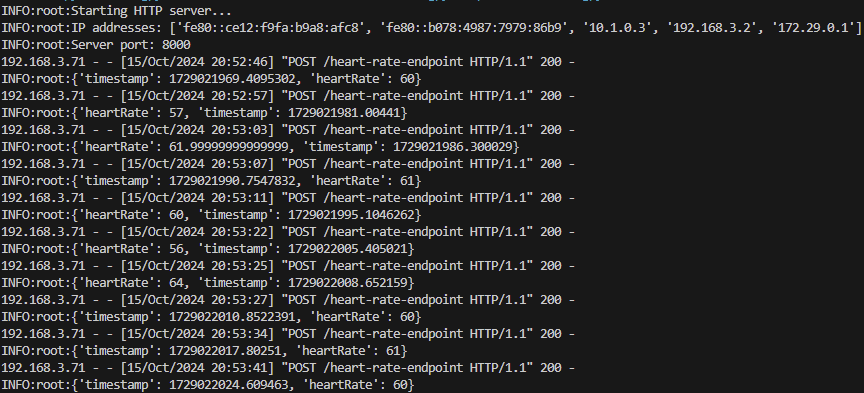 INFO:root:Starting HTTP server...
INFO:root:IP addresses: ['fe80::ce12:f9fa:b9a8:afc8', 'fe80::b078:4987:7979:86b9', '10.1.0.3', '192.168.3.2', '172.29.0.1']
INFO:root:Server port: 8000
192.168.3.71 - - [15/Oct/2024 20:52:46] "POST /heart-rate-endpoint HTTP/1.1" 200 -
INFO:root:{'timestamp': 1729021969.4095302, 'heartRate': 60}
192.168.3.71 - - [15/Oct/2024 20:52:57] "POST /heart-rate-endpoint HTTP/1.1" 200 -
INFO:root:{'heartRate': 57, 'timestamp': 1729021981.00441}
192.168.3.71 - - [15/Oct/2024 20:53:03] "POST /heart-rate-endpoint HTTP/1.1" 200 -
INFO:root:{'heartRate': 61.99999999999999, 'timestamp': 1729021986.300029}
192.168.3.71 - - [15/Oct/2024 20:53:07] "POST /heart-rate-endpoint HTTP/1.1" 200 -
INFO:root:{'timestamp': 1729021990.7547832, 'heartRate': 61}
192.168.3.71 - - [15/Oct/2024 20:53:11] "POST /heart-rate-endpoint HTTP/1.1" 200 -
INFO:root:{'heartRate': 60, 'timestamp': 1729021995.1046262}
192.168.3.71 - - [15/Oct/2024 20:53:22] "POST /heart-rate-endpoint HTTP/1.1" 200 -
INFO:root:{'heartRate': 56, 'timestamp': 1729022005.405021}
192.168.3.71 - - [15/Oct/2024 20:53:25] "POST /heart-rate-endpoint HTTP/1.1" 200 -
INFO:root:{'heartRate': 64, 'timestamp': 1729022008.652159}
192.168.3.71 - - [15/Oct/2024 20:53:27] "POST /heart-rate-endpoint HTTP/1.1" 200 -
INFO:root:{'timestamp': 1729022010.8522391, 'heartRate': 60}
192.168.3.71 - - [15/Oct/2024 20:53:34] "POST /heart-rate-endpoint HTTP/1.1" 200 -
INFO:root:{'timestamp': 1729022017.80251, 'heartRate': 61}
192.168.3.71 - - [15/Oct/2024 20:53:41] "POST /heart-rate-endpoint HTTP/1.1" 200 -
INFO:root:{'timestamp': 1729022024.609463, 'heartRate': 60}